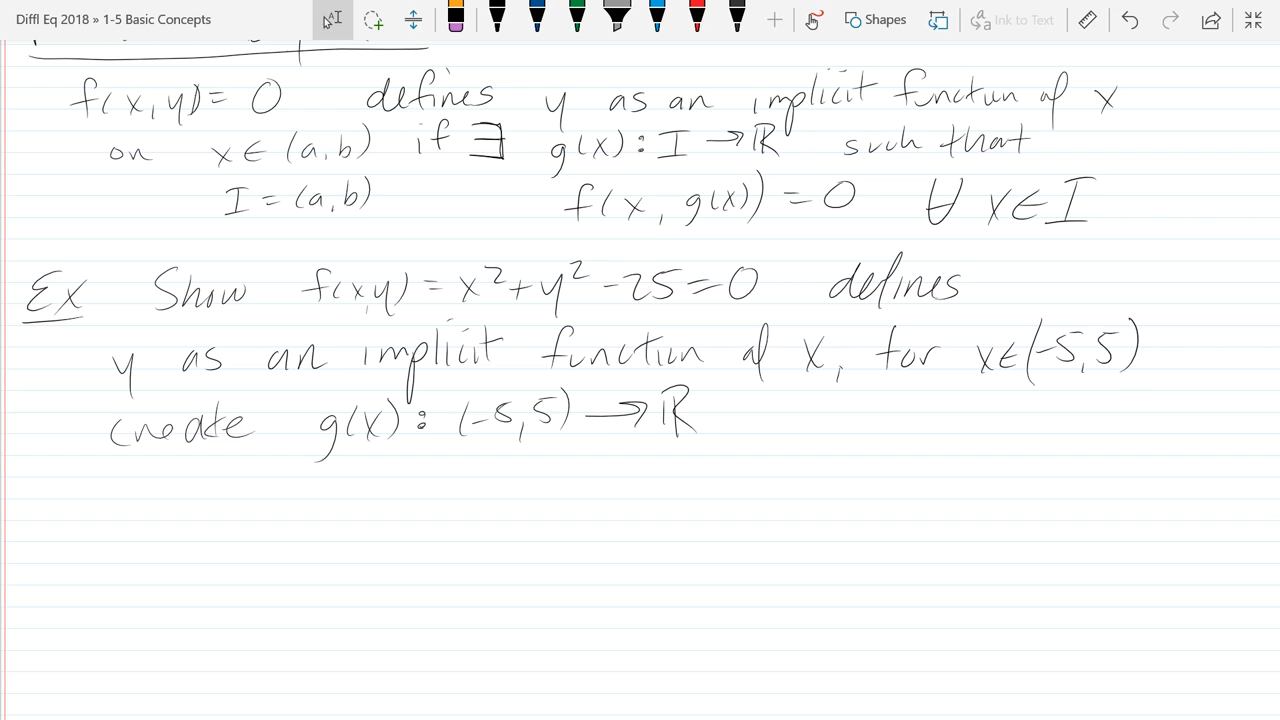 Diffl Eq 2018 » 1-5 Basic Concepts
Shapes
Ink to Text
f(x,y) = 0 defines y as an implicit function of x
on x∈(a,b) if ∃ g(x): I → ℝ such that
I = (a,b) f(x, g(x)) = 0 ∀ x∈I
Ex Show f(x,y) = x²+y²-25=0 defines
y as an implicit function of x, for x∈(-5,5)
create g(x): (-5,5) → ℝ